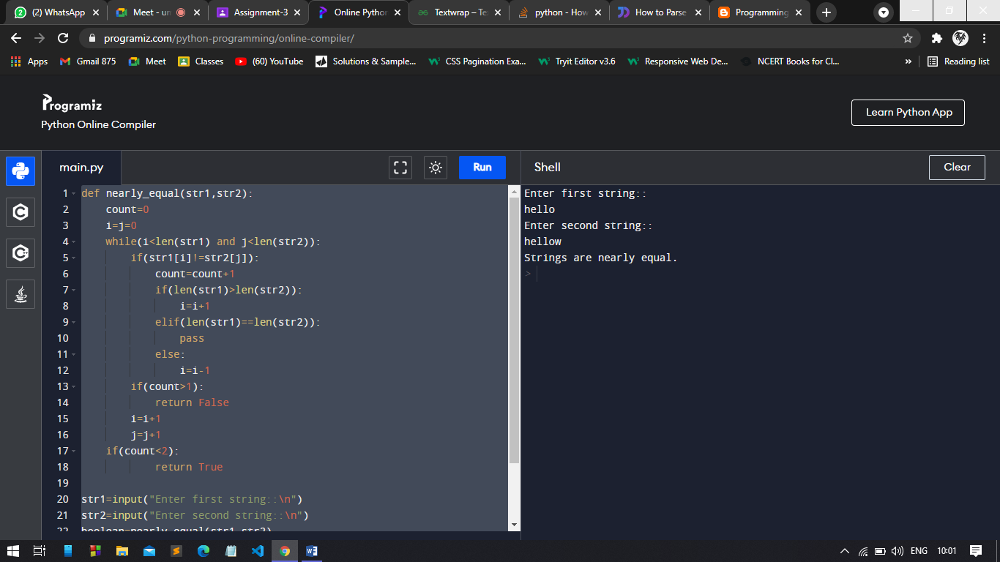 (2) WhatsApp
Meet - un
Assignment-3
Online Python
Textwrap – Te
python - How
How to Parse
Programming
programiz.com/python-programming/online-compiler/
Apps
Gmail 875
Meet
Classes
(60) YouTube
Solutions & Sample...
CSS Pagination Exa...
Tryit Editor v3.6
Responsive Web De...
NCERT Books for Cl...
»
Reading list
Programiz
Python Online Compiler
Learn Python App
main.py
Run
Shell
Clear
1 def nearly_equal(str1,str2):
2     count=0
3     i=j=0
4     while(i<len(str1) and j<len(str2)):
5         if(str1[i]!=str2[j]):
6             count=count+1
7             if(len(str1)>len(str2)):
8                 i=i+1
9             elif(len(str1)==len(str2)):
10                 pass
11             else:
12                 i=i-1
13         if(count>1):
14             return False
15         i=i+1
16         j=j+1
17     if(count<2):
18             return True
19
20 str1=input("Enter first string::\n")
21 str2=input("Enter second string::\n")
22 boolean=nearly_equal(str1,str2)
Enter first string::
hello
Enter second string::
hellow
Strings are nearly equal.
>
ENG
10:01